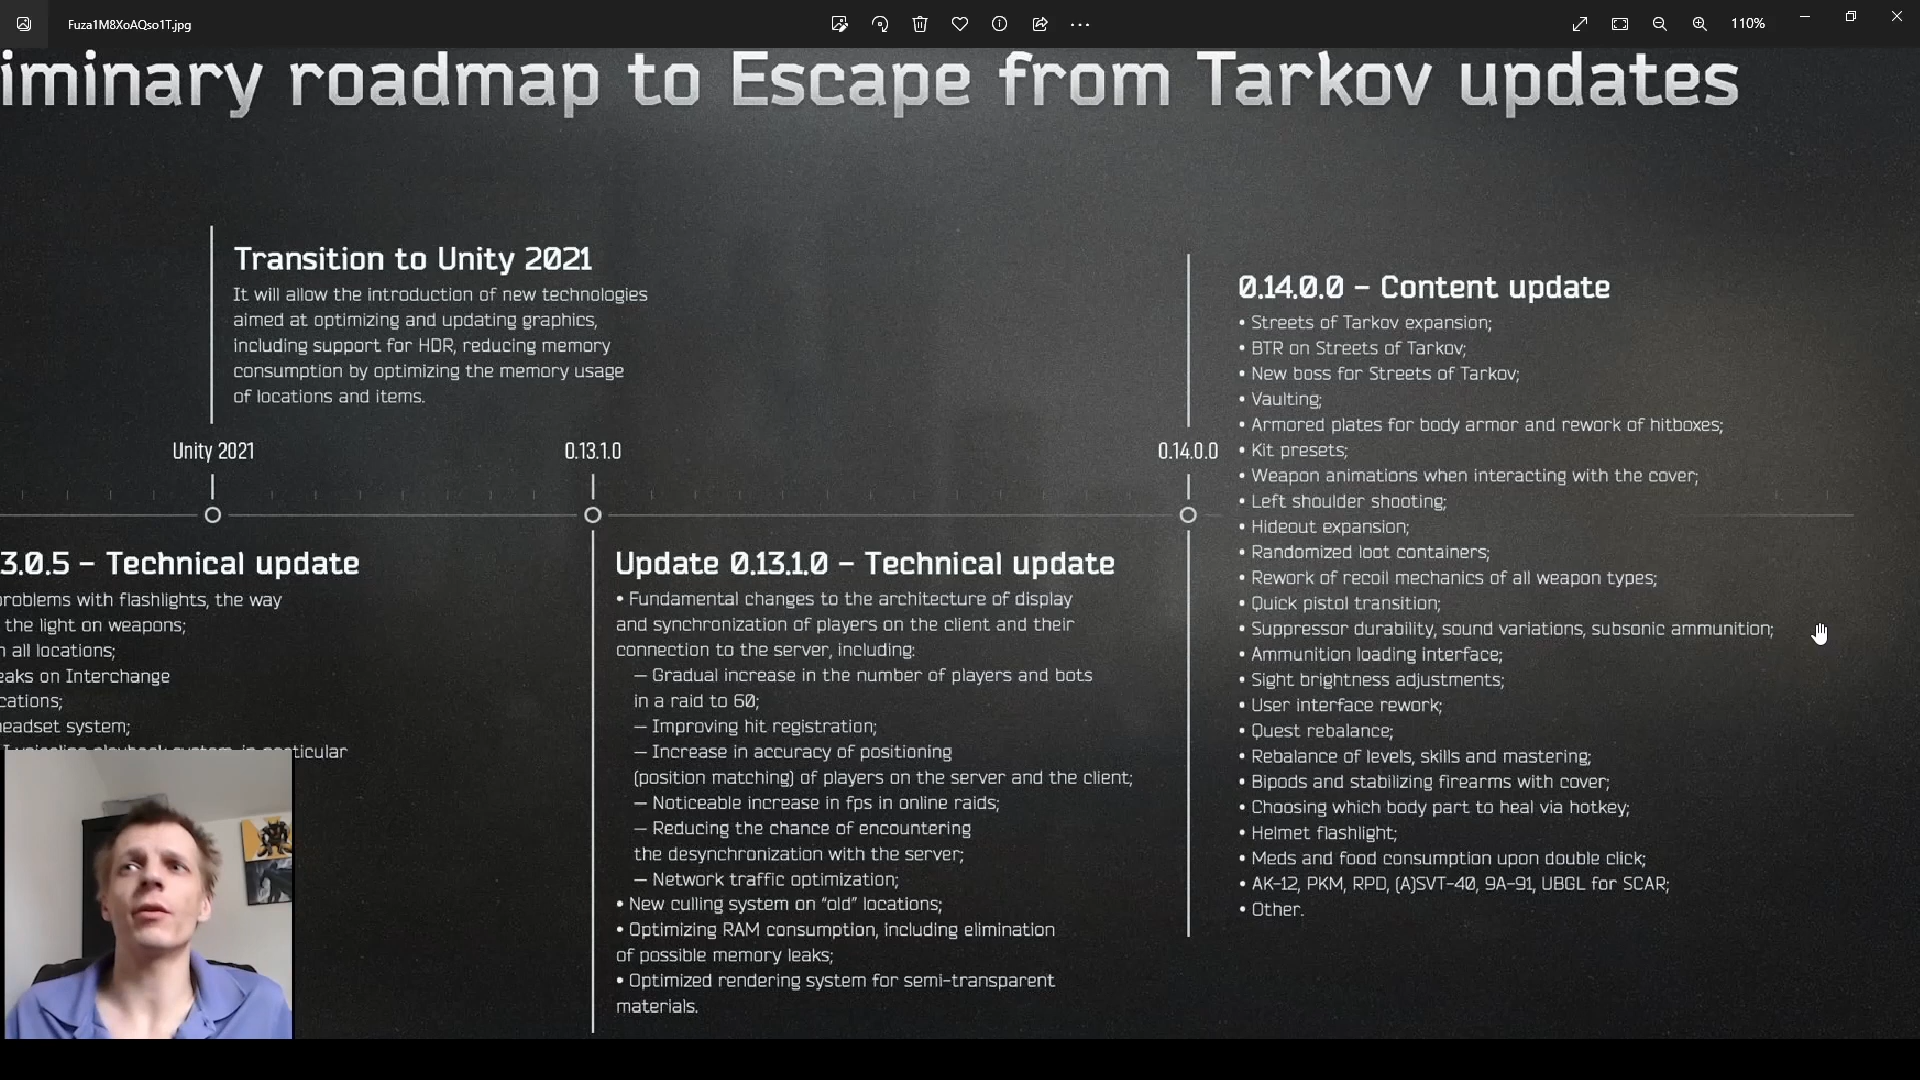 Fuza1M8XoAQso1T.jpg
110%
iminary roadmap to Escape from Tarkov updates
Transition to Unity 2021
It will allow the introduction of new technologies
aimed at optimizing and updating graphics,
including support for HDR, reducing memory
consumption by optimizing the memory usage
of locations and items.
Unity 2021
0.13.1.0
0.14.0.0
3.0.5 – Technical update
problems with flashlights, the way
the light on weapons;
all locations;
eaks on Interchange
cations;
headset system;
playback system, in particular
Update 0.13.1.0 – Technical update
• Fundamental changes to the architecture of display
and synchronization of players on the client and their
connection to the server, including:
– Gradual increase in the number of players and bots
in a raid to 60;
– Improving hit registration;
– Increase in accuracy of positioning
(position matching) of players on the server and the client;
– Noticeable increase in fps in online raids;
– Reducing the chance of encountering
the desynchronization with the server;
– Network traffic optimization;
• New culling system on "old" locations;
• Optimizing RAM consumption, including elimination
of possible memory leaks;
• Optimized rendering system for semi-transparent
materials.
0.14.0.0 – Content update
• Streets of Tarkov expansion;
• BTR on Streets of Tarkov;
• New boss for Streets of Tarkov;
• Vaulting;
• Armored plates for body armor and rework of hitboxes;
• Kit presets;
• Weapon animations when interacting with the cover;
• Left shoulder shooting;
• Hideout expansion;
• Randomized loot containers;
• Rework of recoil mechanics of all weapon types;
• Quick pistol transition;
• Suppressor durability, sound variations, subsonic ammunition;
• Ammunition loading interface;
• Sight brightness adjustments;
• User interface rework;
• Quest rebalance;
• Rebalance of levels, skills and mastering;
• Bipods and stabilizing firearms with cover;
• Choosing which body part to heal via hotkey;
• Helmet flashlight;
• Meds and food consumption upon double click;
• AK-12, PKM, RPD, (A)SVT-40, 9A-91, UBGL for SCAR;
• Other.